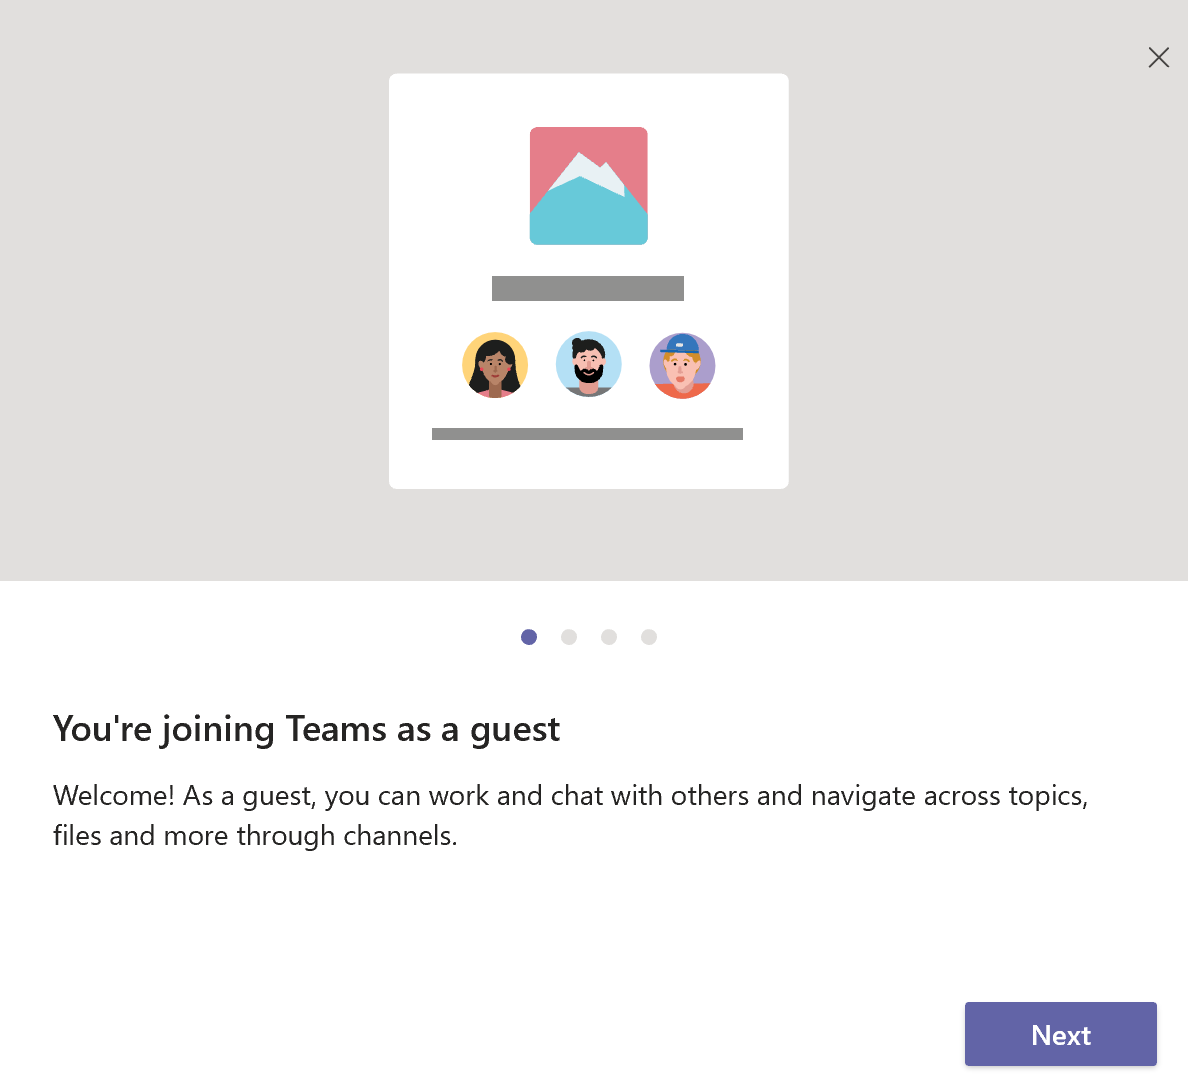 You're joining Teams as a guest
Welcome! As a guest, you can work and chat with others and navigate across topics,
files and more through channels.
Next